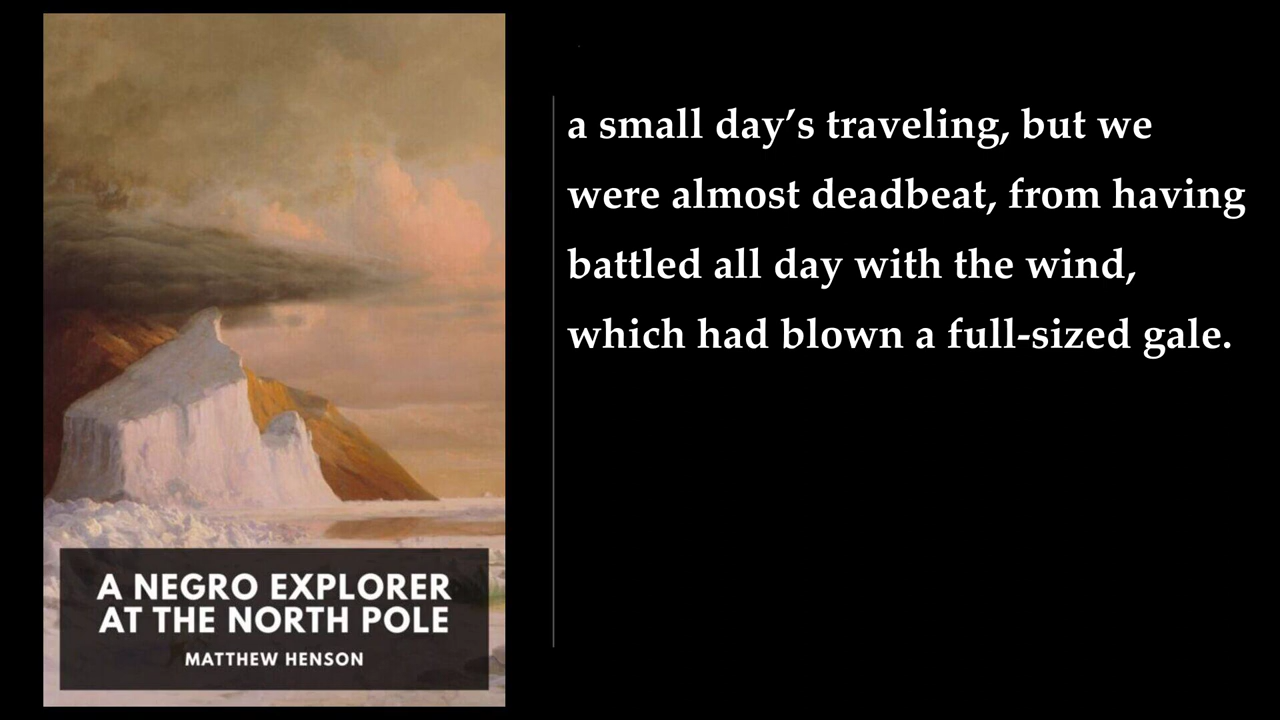 a small day’s traveling, but we
were almost deadbeat, from having
battled all day with the wind,
which had blown a full-sized gale.
A NEGRO EXPLORER
AT THE NORTH POLE
MATTHEW HENSON